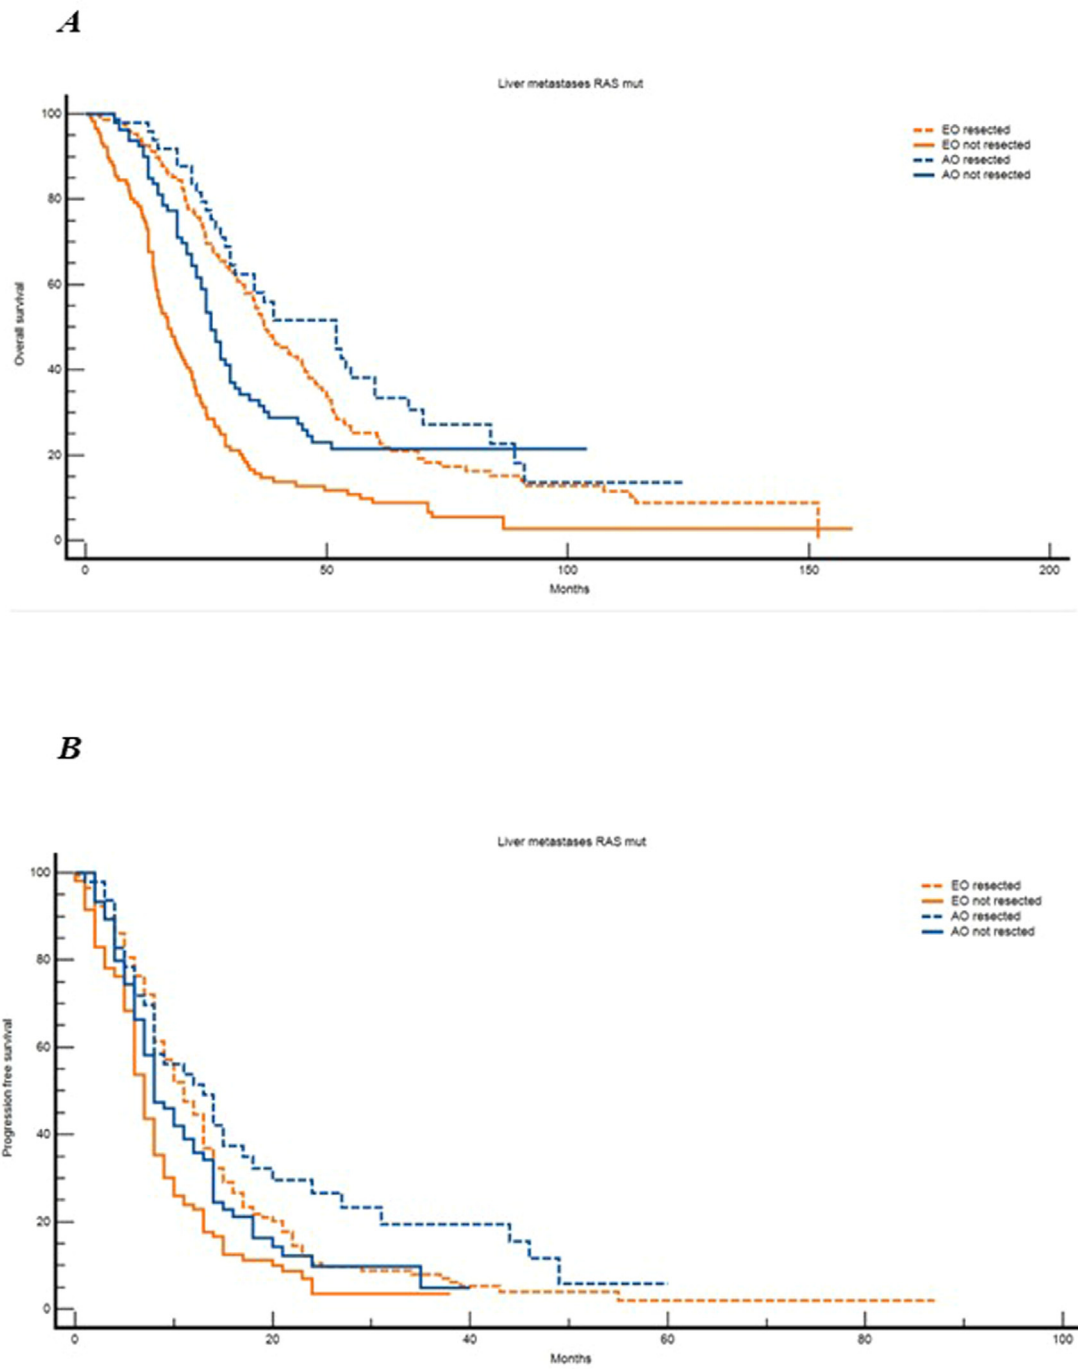 A
Liver metastases RAS mut
EO resected
EO not resected
AO resected
AO not resected
100
80
60
40
20
0
Overall survival
0 50 100 150 200
Months
B
Liver metastases RAS mut
EO resected
EO not resected
AO resected
AO not rescted
100
80
60
40
20
0
Progression free survival
0 20 40 60 80 100
Months